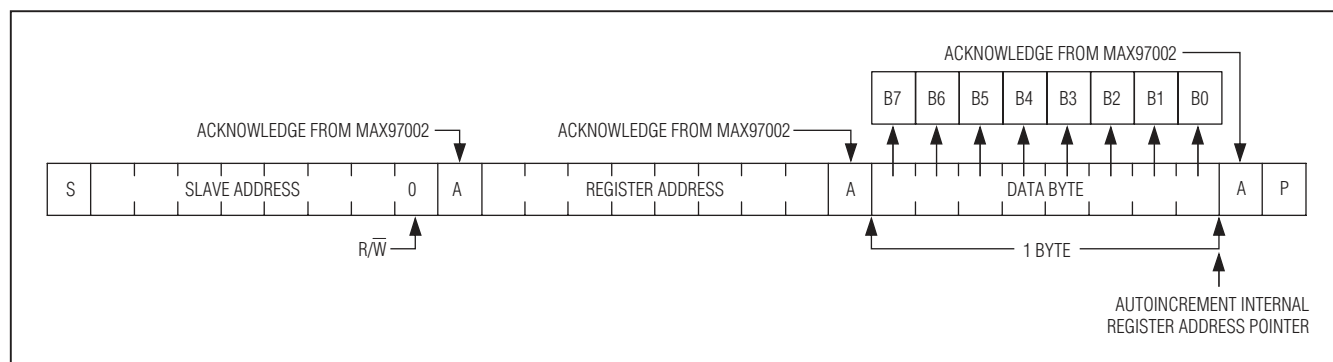 ACKNOWLEDGE FROM MAX97002
B7 B6 B5 B4 B3 B2 B1 B0
ACKNOWLEDGE FROM MAX97002
ACKNOWLEDGE FROM MAX97002
S SLAVE ADDRESS 0 A REGISTER ADDRESS A DATA BYTE A P
R/W̅
1 BYTE
AUTOINCREMENT INTERNAL
REGISTER ADDRESS POINTER